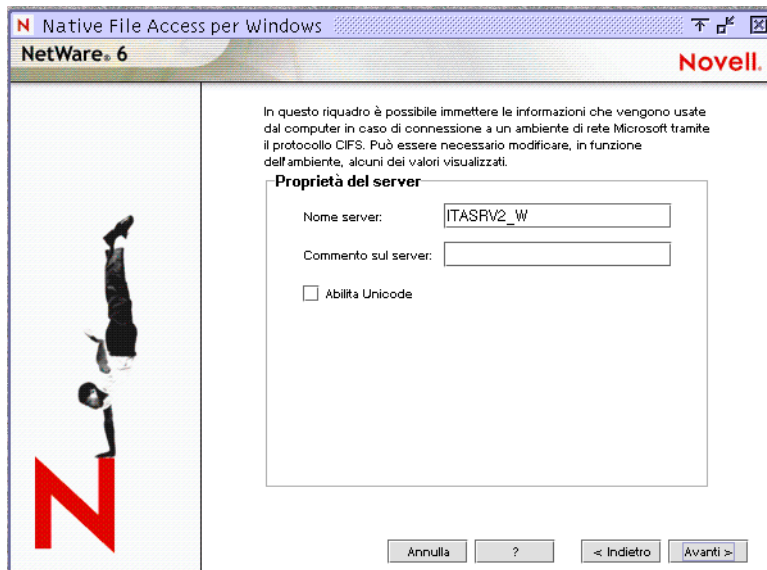 N Native File Access per Windows
NetWare® 6
Novell.
In questo riquadro è possibile immettere le informazioni che vengono usate
dal computer in caso di connessione a un ambiente di rete Microsoft tramite
il protocollo CIFS. Può essere necessario modificare, in funzione
dell'ambiente, alcuni dei valori visualizzati.
Proprietà del server
Nome server: ITASRV2_W
Commento sul server:
Abilita Unicode
N
Annulla ? < Indietro Avanti >